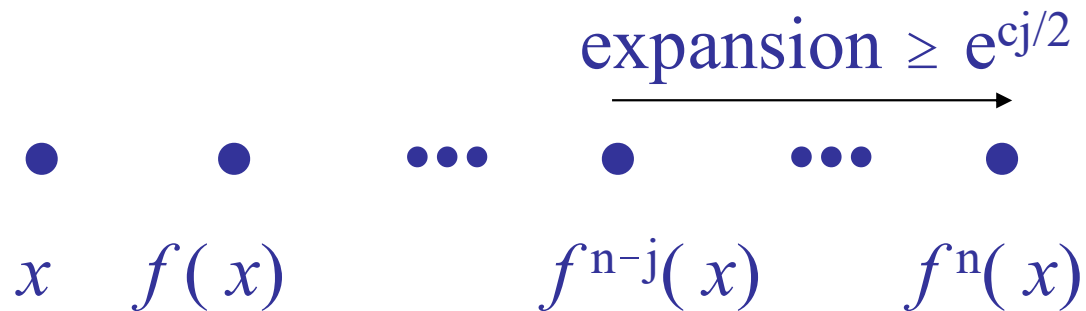 expansion ≥ e^{cj/2}
••• •••
x f(x) f^{n-j}(x) f^{n}(x)